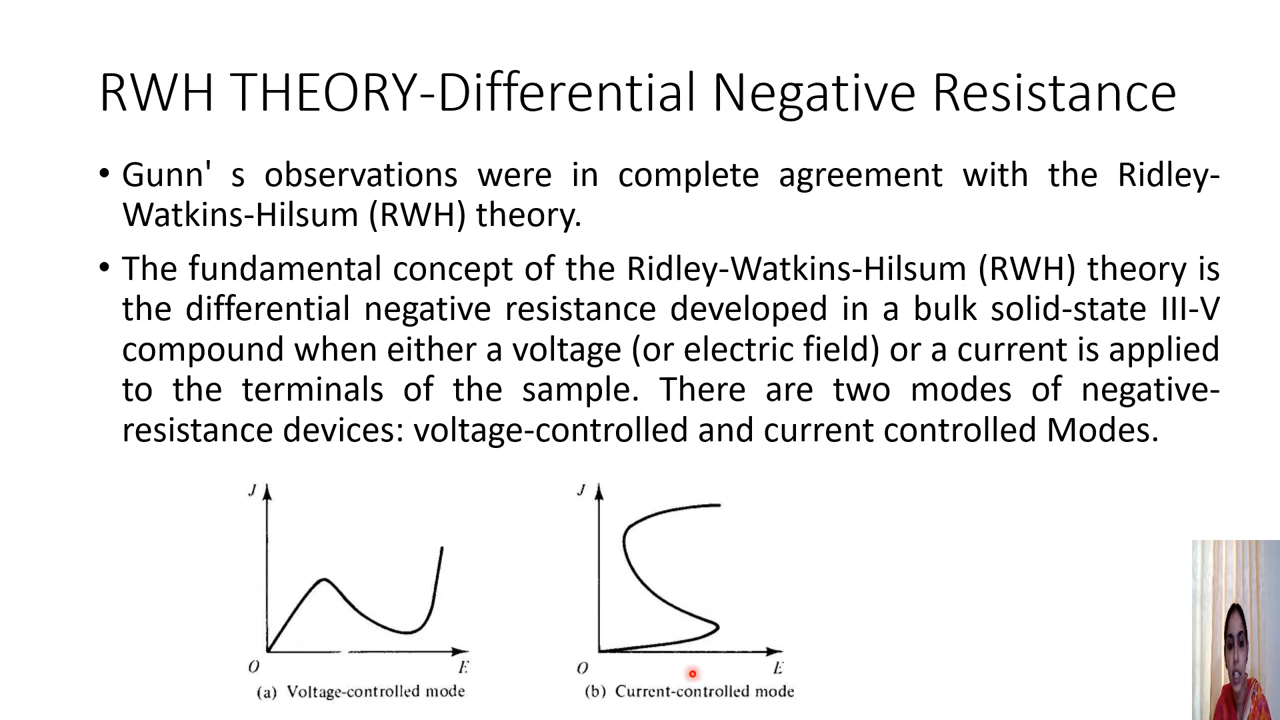 RWH THEORY-Differential Negative Resistance
• Gunn' s observations were in complete agreement with the Ridley-
Watkins-Hilsum (RWH) theory.
• The fundamental concept of the Ridley-Watkins-Hilsum (RWH) theory is
the differential negative resistance developed in a bulk solid-state III-V
compound when either a voltage (or electric field) or a current is applied
to the terminals of the sample. There are two modes of negative-
resistance devices: voltage-controlled and current controlled Modes.
J
O
E
(a) Voltage-controlled mode
J
O
E
(b) Current-controlled mode